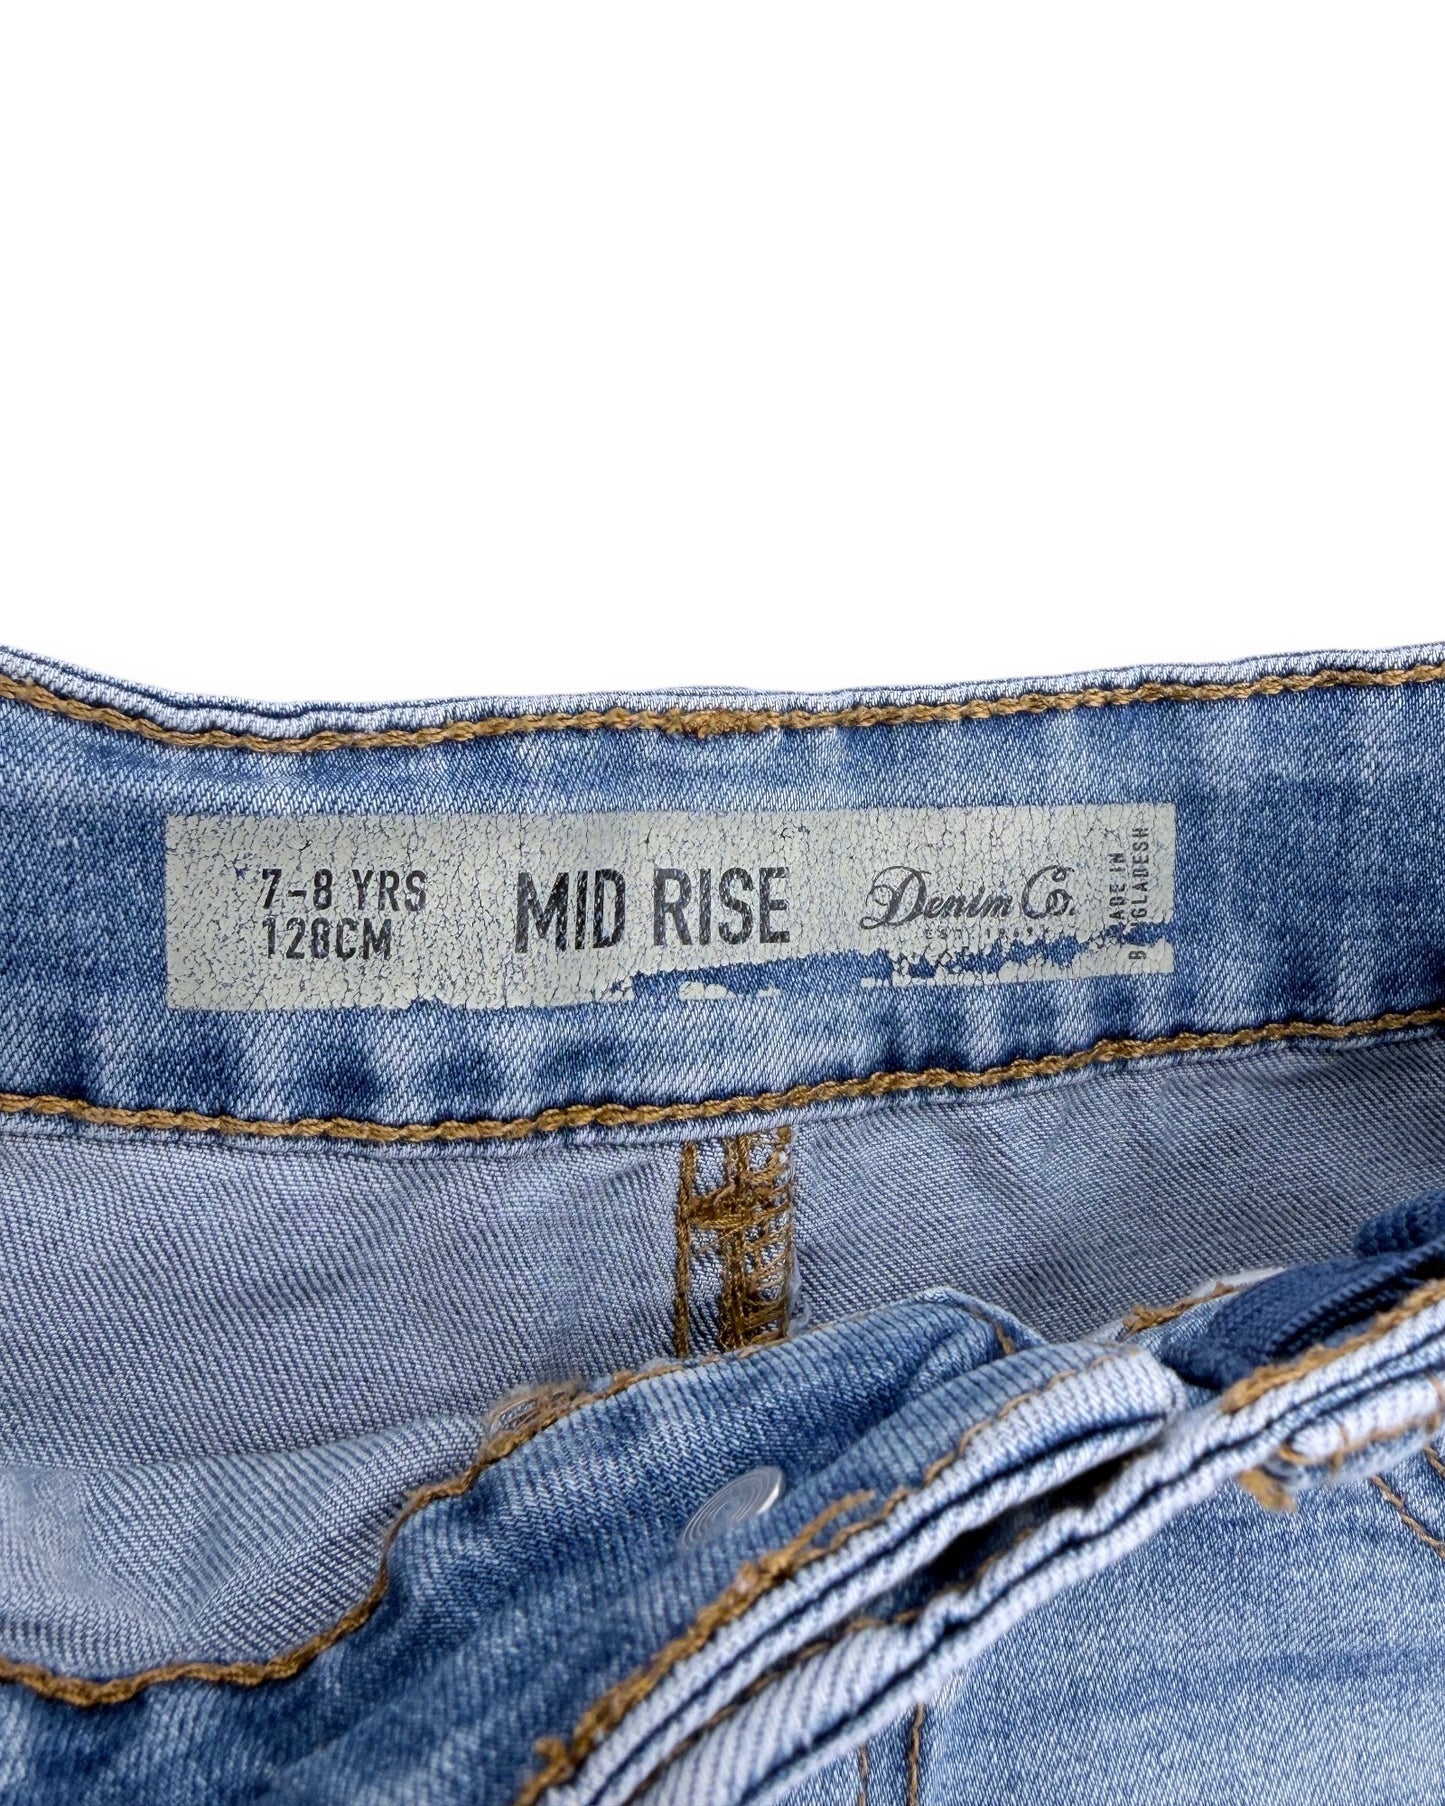 7-8 YRS
128CM
MID RISE
Denim Co.
MADE IN
BANGLADESH